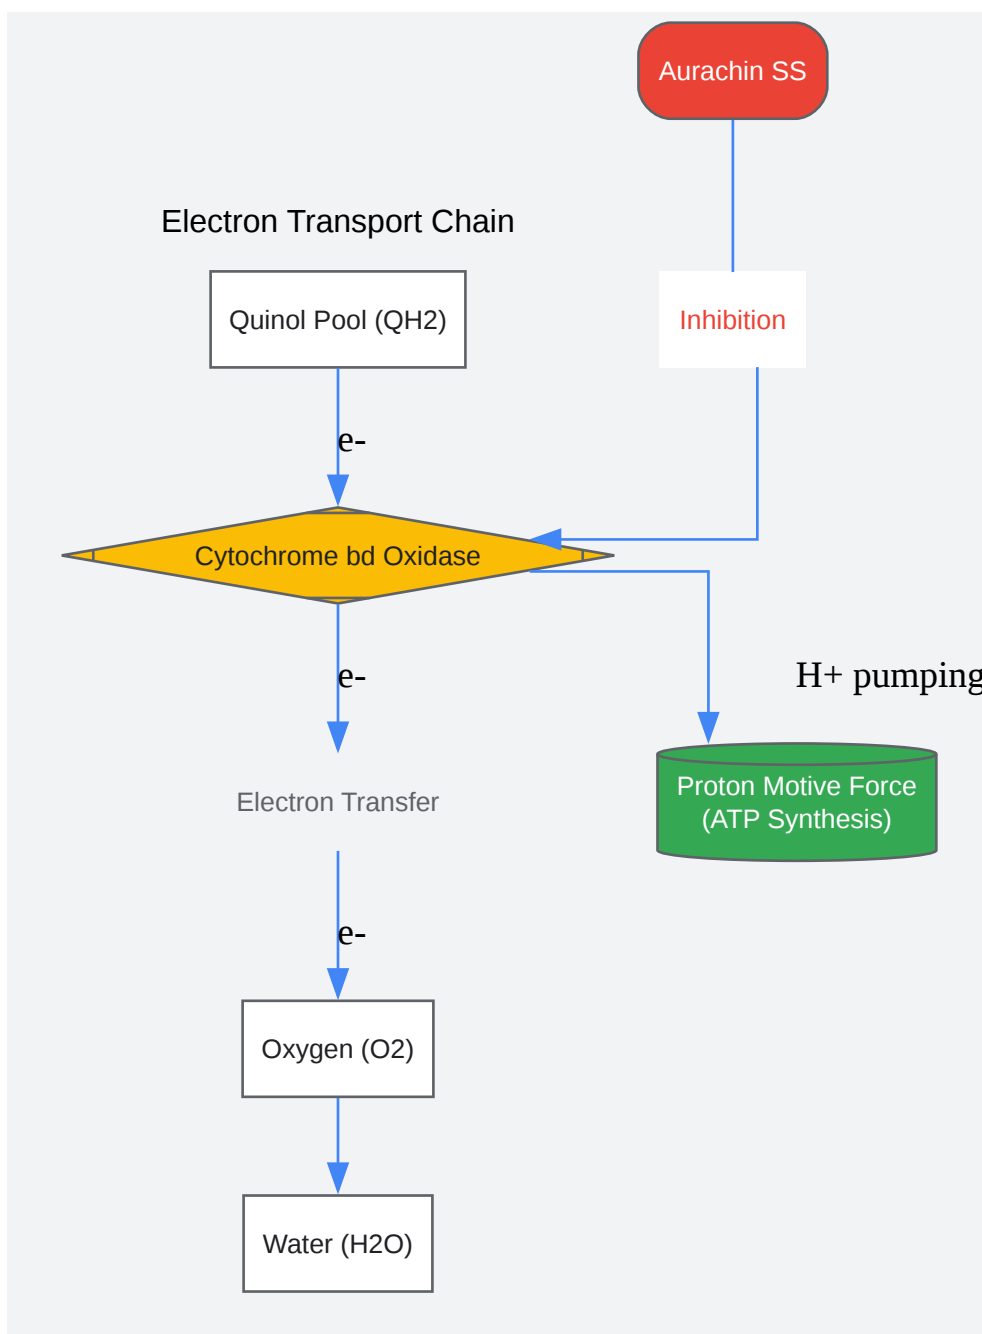 Aurachin SS
Electron Transport Chain
Quinol Pool (QH2)
Inhibition
e-
Cytochrome bd Oxidase
e-
H+ pumping
Electron Transfer
Proton Motive Force
(ATP Synthesis)
e-
Oxygen (O2)
Water (H2O)